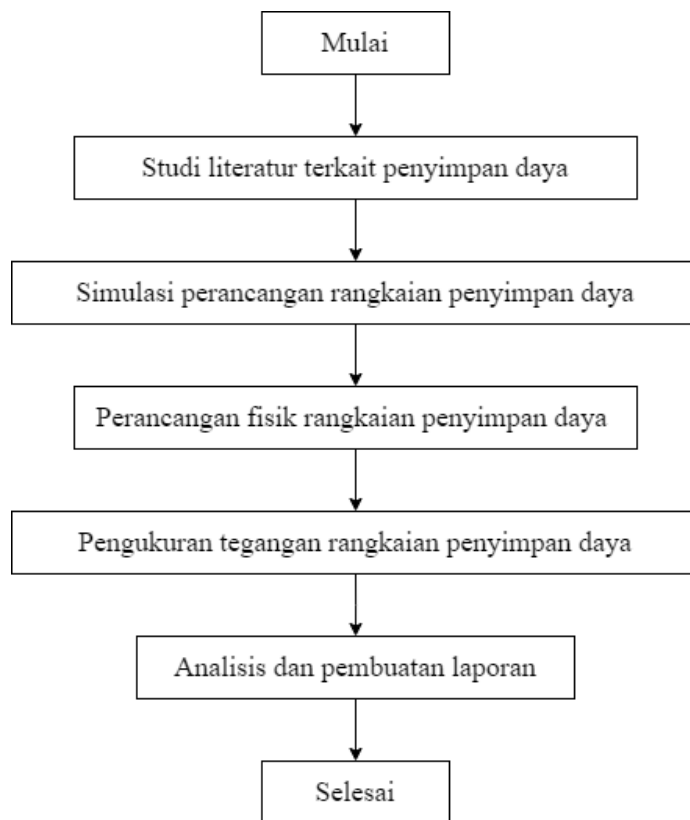 Mulai
Studi literatur terkait penyimpan daya
Simulasi perancangan rangkaian penyimpan daya
Perancangan fisik rangkaian penyimpan daya
Pengukuran tegangan rangkaian penyimpan daya
Analisis dan pembuatan laporan
Selesai